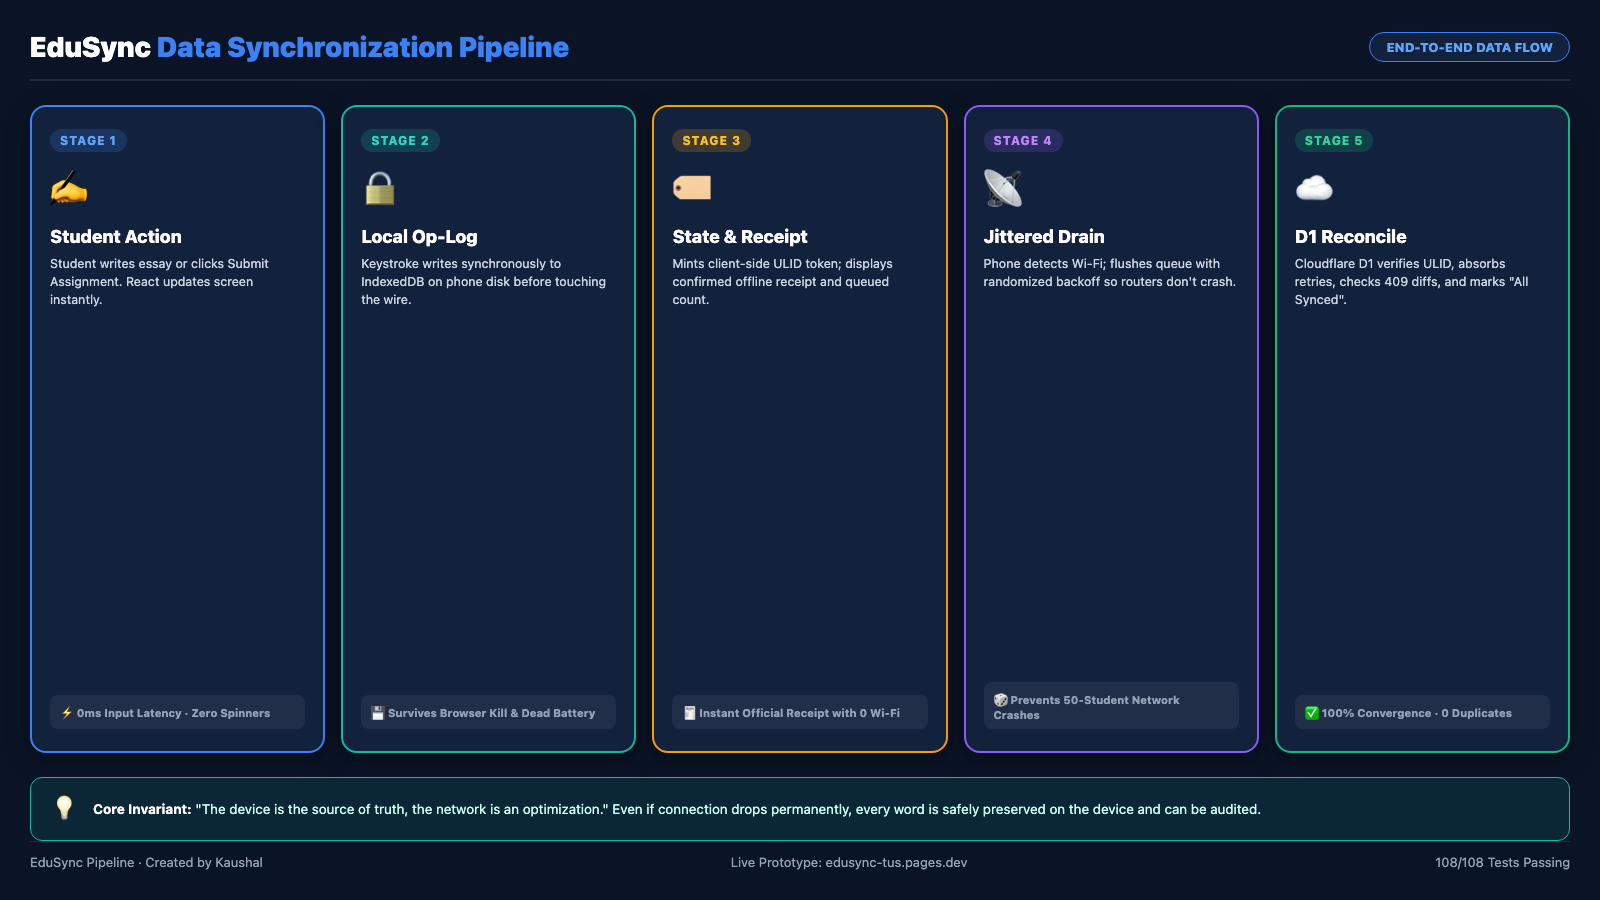 EduSync Data Synchronization Pipeline
END-TO-END DATA FLOW
STAGE 1
Student Action
Student writes essay or clicks Submit
Assignment. React updates screen
instantly.
⚡ 0ms Input Latency · Zero Spinners
STAGE 2
Local Op-Log
Keystroke writes synchronously to
IndexedDB on phone disk before touching
the wire.
💾 Survives Browser Kill & Dead Battery
STAGE 3
State & Receipt
Mints client-side ULID token; displays
confirmed offline receipt and queued
count.
🧾 Instant Official Receipt with 0 Wi-Fi
STAGE 4
Jittered Drain
Phone detects Wi-Fi; flushes queue with
randomized backoff so routers don't crash.
🎲 Prevents 50-Student Network
Crashes
STAGE 5
D1 Reconcile
Cloudflare D1 verifies ULID, absorbs
retries, checks 409 diffs, and marks "All
Synced".
✅ 100% Convergence · 0 Duplicates
Core Invariant: "The device is the source of truth, the network is an optimization." Even if connection drops permanently, every word is safely preserved on the device and can be audited.
EduSync Pipeline · Created by Kaushal
Live Prototype: edusync-tus.pages.dev
108/108 Tests Passing